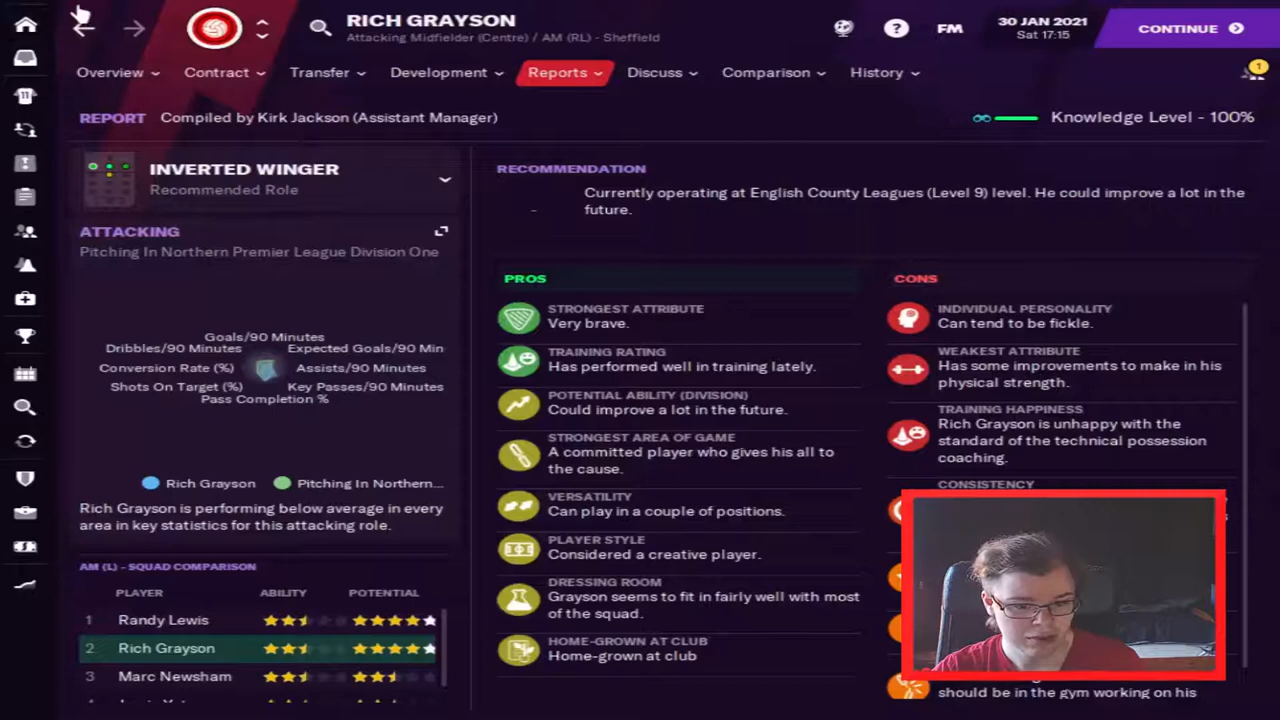 RICH GRAYSON
Attacking Midfielder (Centre) / AM (RL) - Sheffield
FM
30 JAN 2021
Sat 17:15
CONTINUE
Overview
Contract
Transfer
Development
Reports
Discuss
Comparison
History
1
REPORT Compiled by Kirk Jackson (Assistant Manager)
Knowledge Level - 100%
INVERTED WINGER
Recommended Role
ATTACKING
Pitching In Northern Premier League Division One
Goals/90 Minutes
Dribbles/90 Minutes
Expected Goals/90 Min
Conversion Rate (%)
Assists/90 Minutes
Shots On Target (%)
Key Passes/90 Minutes
Pass Completion %
Rich Grayson
Pitching In Northern...
Rich Grayson is performing below average in every
area in key statistics for this attacking role.
AM (L) - SQUAD COMPARISON
PLAYER ABILITY POTENTIAL
1 Randy Lewis
2 Rich Grayson
3 Marc Newsham
RECOMMENDATION
-
Currently operating at English County Leagues (Level 9) level. He could improve a lot in the
future.
PROS
STRONGEST ATTRIBUTE
Very brave.
TRAINING RATING
Has performed well in training lately.
POTENTIAL ABILITY (DIVISION)
Could improve a lot in the future.
STRONGEST AREA OF GAME
A committed player who gives his all to
the cause.
VERSATILITY
Can play in a couple of positions.
PLAYER STYLE
Considered a creative player.
DRESSING ROOM
Grayson seems to fit in fairly well with most
of the squad.
HOME-GROWN AT CLUB
Home-grown at club
CONS
INDIVIDUAL PERSONALITY
Can tend to be fickle.
WEAKEST ATTRIBUTE
Has some improvements to make in his
physical strength.
TRAINING HAPPINESS
Rich Grayson is unhappy with the
standard of the technical possession
coaching.
CONSISTENCY
should be in the gym working on his